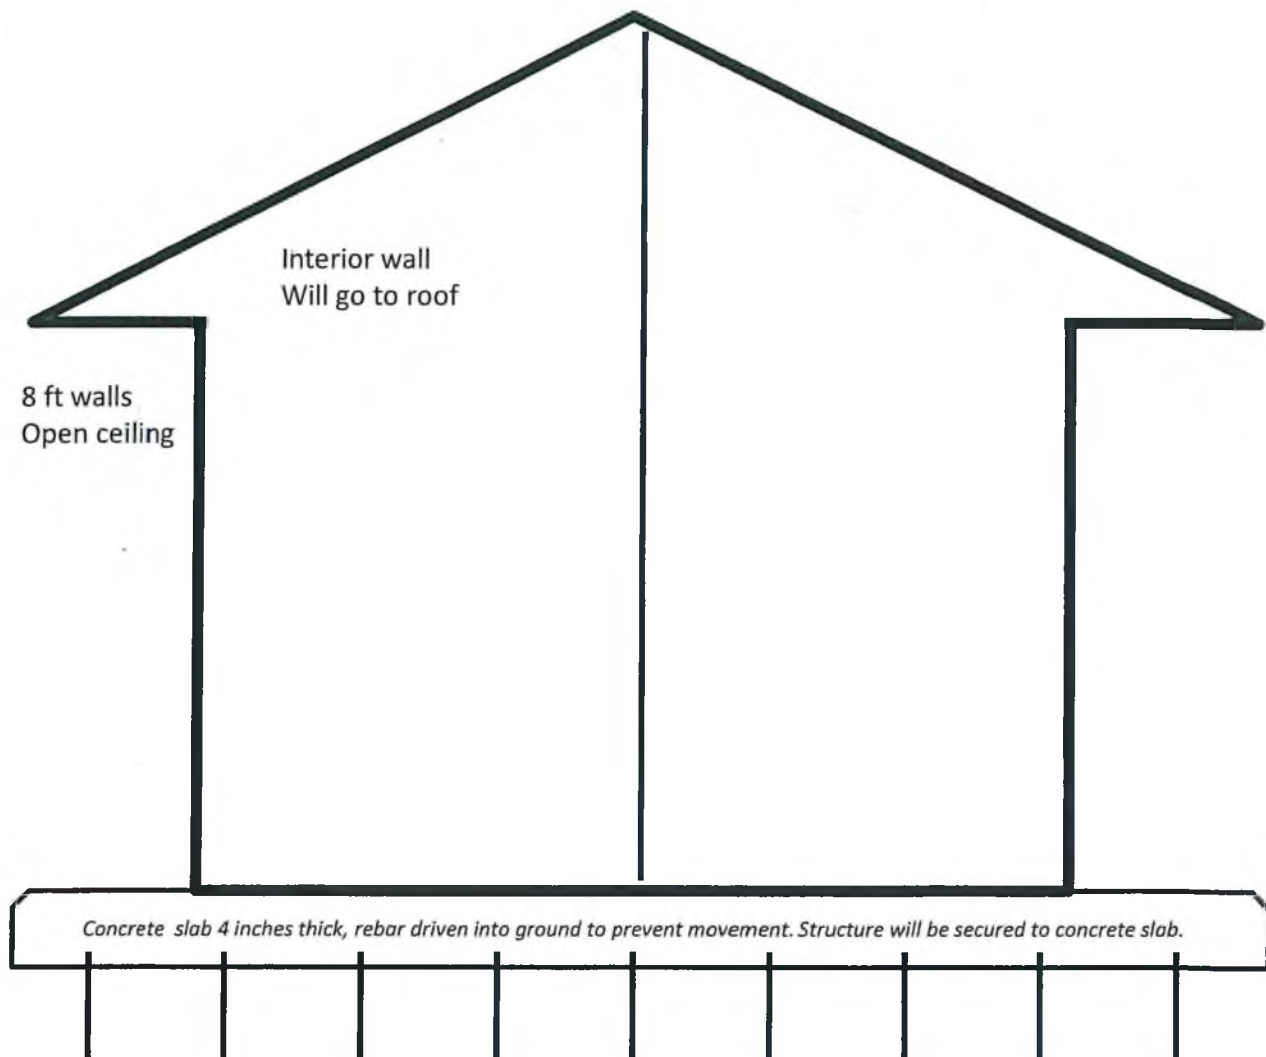 Interior wall
Will go to roof
8 ft walls
Open ceiling
Concrete slab 4 inches thick, rebar driven into ground to prevent movement. Structure will be secured to concrete slab.